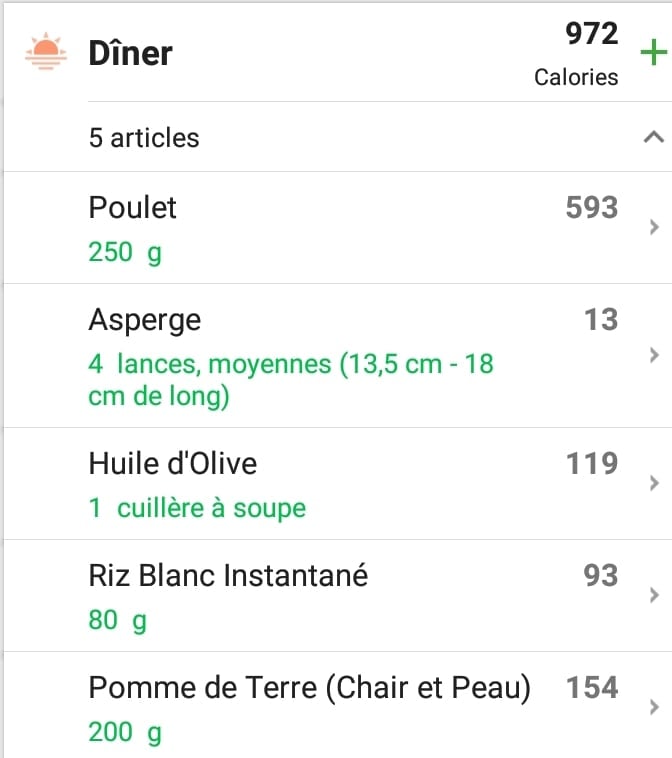 Dîner
972
Calories
5 articles
Poulet
593
250 g
Asperge
13
4 lances, moyennes (13,5 cm - 18
cm de long)
Huile d'Olive
119
1 cuillère à soupe
Riz Blanc Instantané
93
80 g
Pomme de Terre (Chair et Peau)
154
200 g